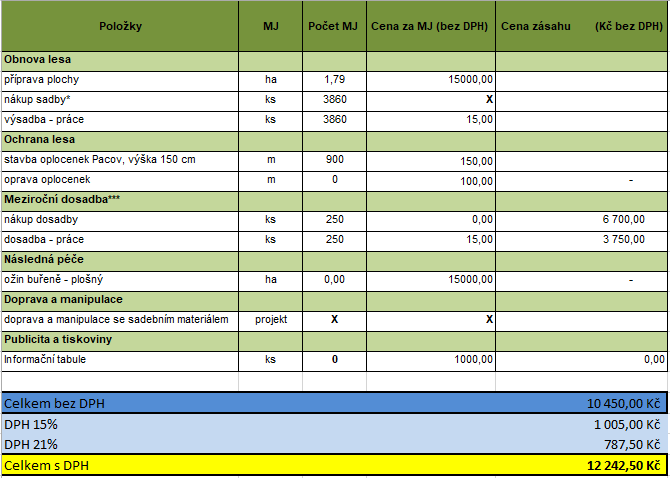 Položky MJ Počet MJ Cena za MJ (bez DPH) Cena zásahu (Kč bez DPH)
Obnova lesa
příprava plochy ha 1,79 15000,00
nákup sadby* ks 3860 X
výsadba - práce ks 3860 15,00
Ochrana lesa
stavba oplocenek Pacov, výška 150 cm m 900 150,00
oprava oplocenek m 0 100,00 -
Meziroční dosadba***
nákup dosadby ks 250 0,00 6 700,00
dosadba - práce ks 250 15,00 3 750,00
Následná péče
ožin buřeně - plošný ha 0,00 15000,00 -
Doprava a manipulace
doprava a manipulace se sadebním materiálem projekt X X
Publicita a tiskoviny
Informační tabule ks 0 1000,00 0,00
Celkem bez DPH 10 450,00 Kč
DPH 15% 1 005,00 Kč
DPH 21% 787,50 Kč
Celkem s DPH 12 242,50 Kč